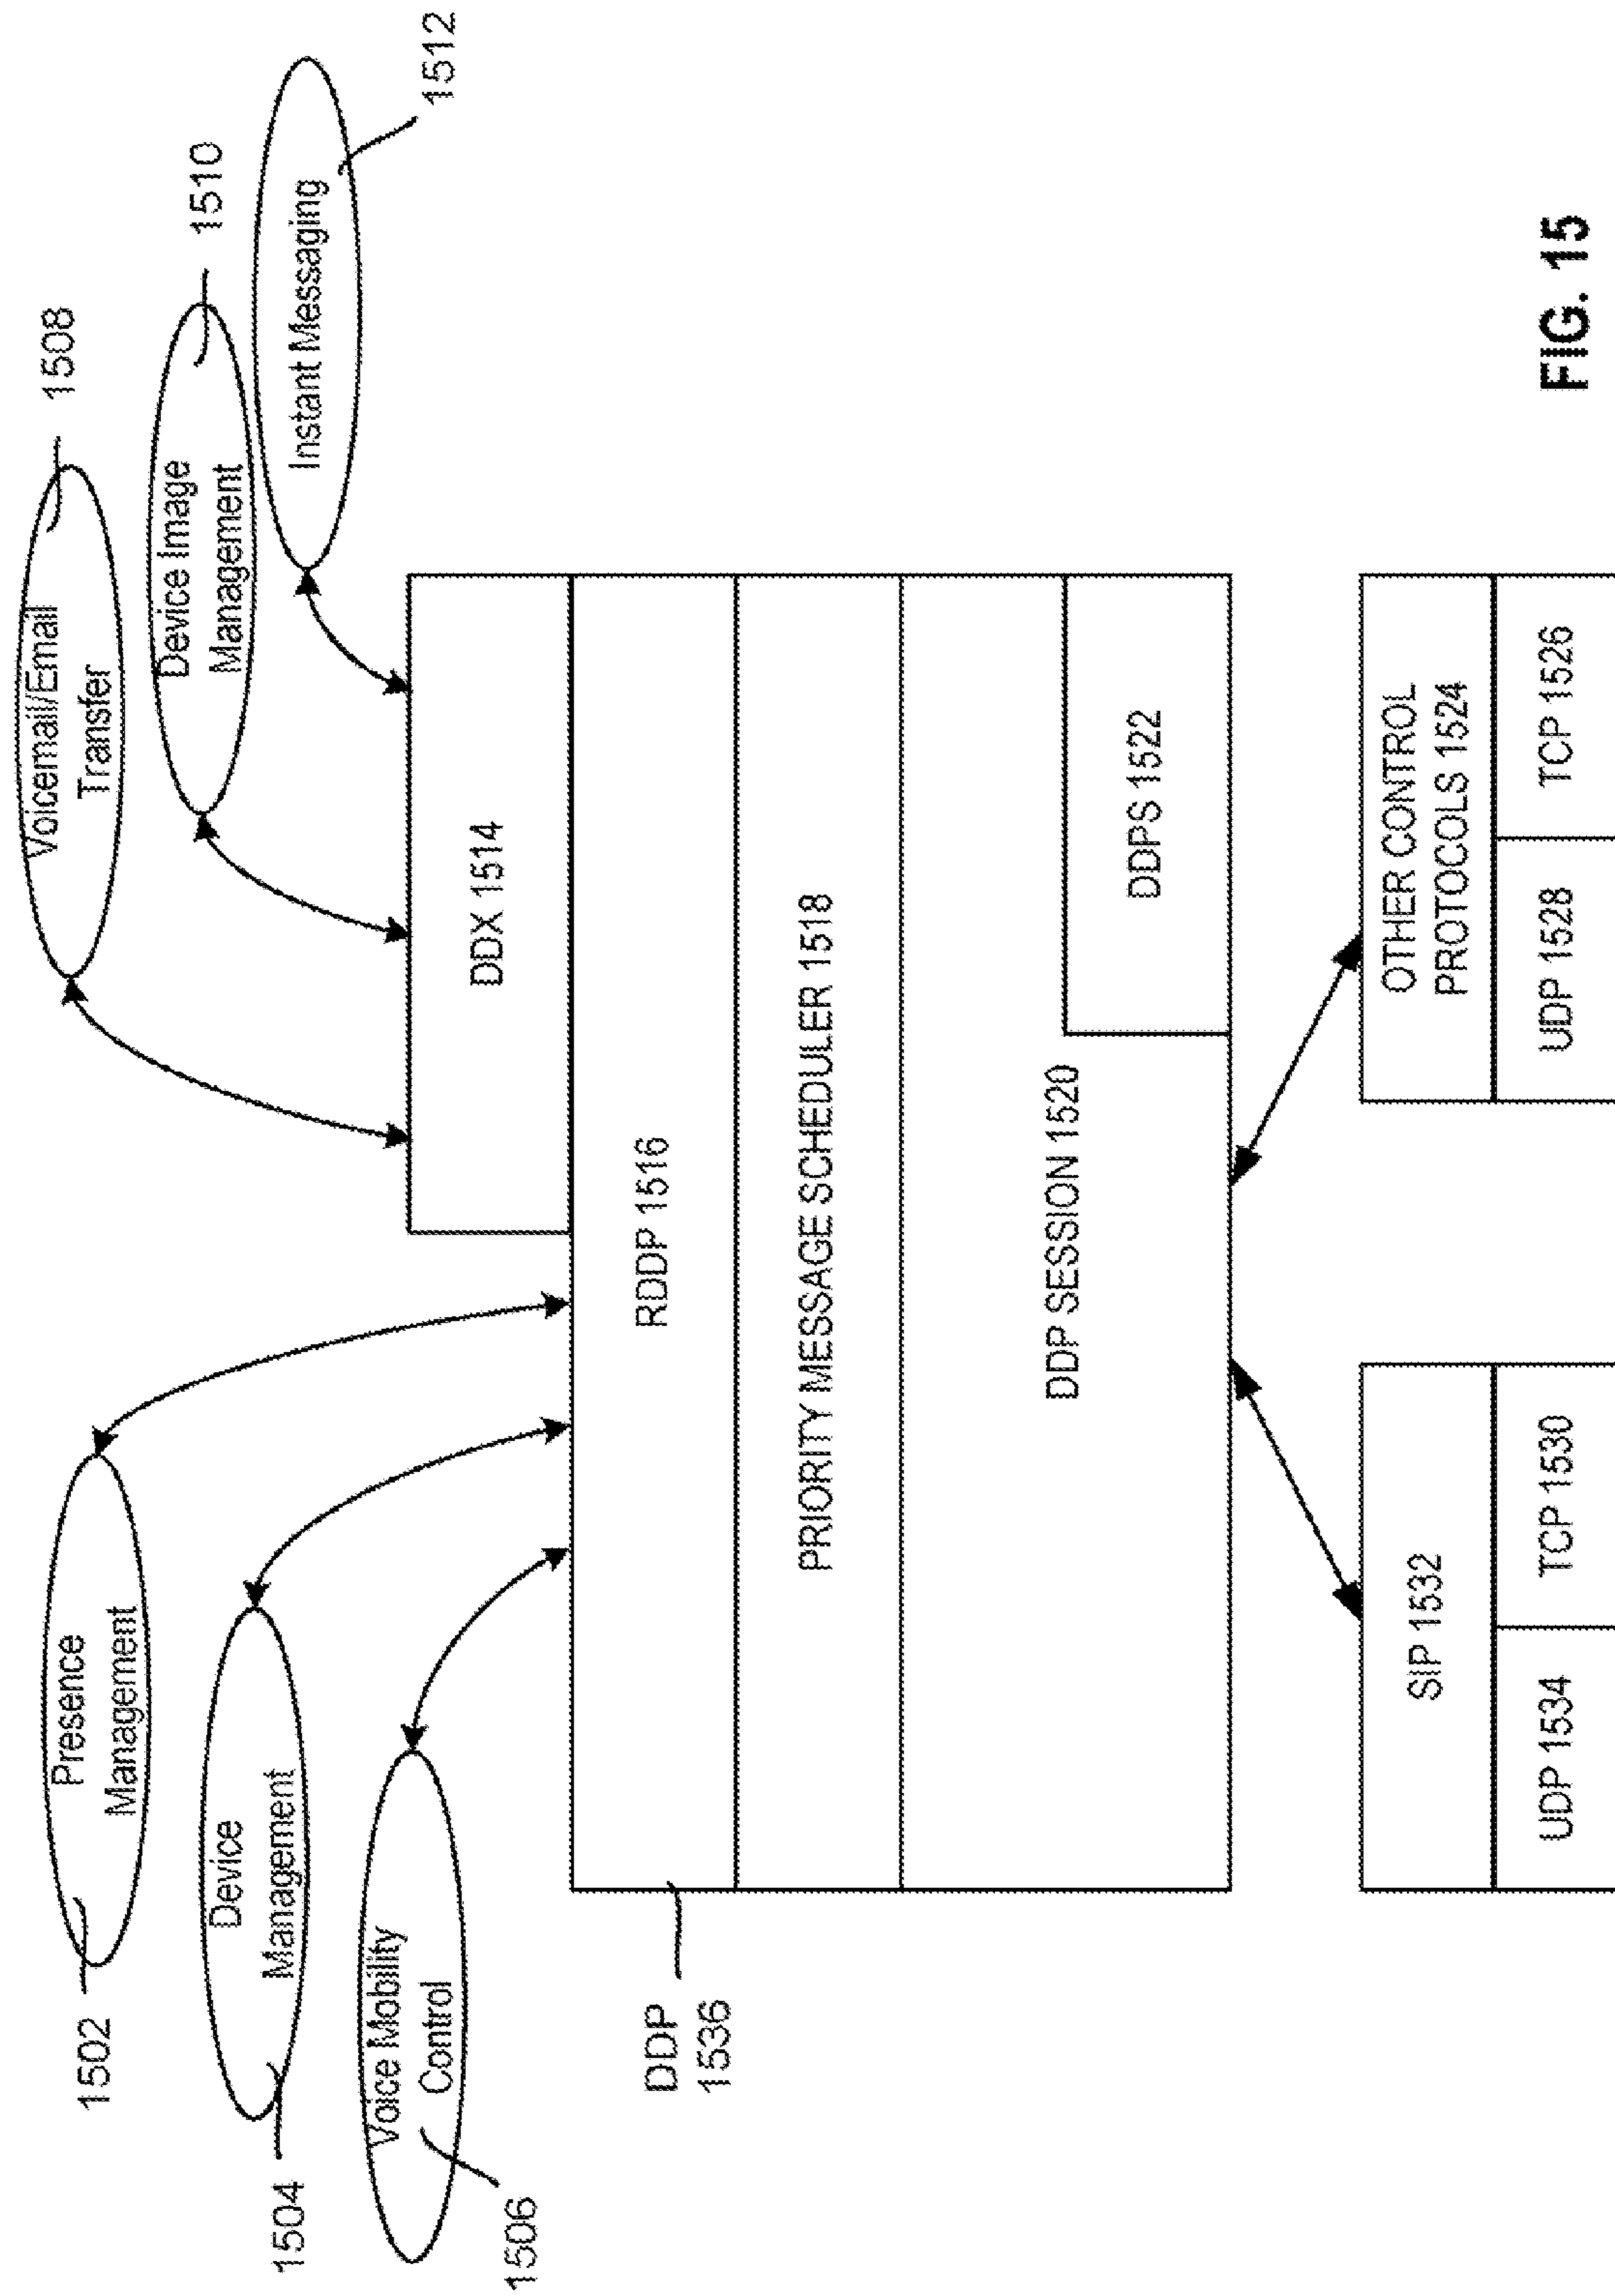 1502
Presence
Management
1504
Device
Management
1506
Voice Mobility
Control
Voicemail/Email
Transfer
1508
Device Image
Management
1510
Instant Messaging
1512
DDX 1514
DDP
1536
RDDP 1516
PRIORITY MESSAGE SCHEDULER 1518
DDP SESSION 1520
DDPS 1522
SIP 1532
UDP 1534
TCP 1530
OTHER CONTROL
PROTOCOLS 1524
UDP 1528
TCP 1526
FIG. 15